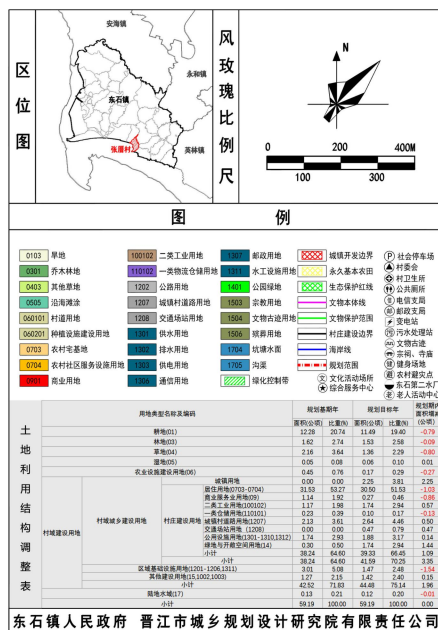 区位图
安海镇
永和镇
东石镇
张厝村
英林镇
风玫瑰比例尺
N
0 200 400M
100 300
图 例
0103 旱地
0301 乔木林地
0403 其他草地
0505 沿海滩涂
060101 村道用地
060201 种植设施建设用地
0703 农村宅基地
0704 农村社区服务设施用地
0901 商业用地
100102 二类工业用地
110102 一类物流仓储用地
1202 公路用地
1207 城镇村道路用地
1208 交通场站用地
1301 供水用地
1302 排水用地
1303 供电用地
1306 通信用地
1307 邮政用地
1311 水工设施用地
1401 公园绿地
1503 宗教用地
1504 文物古迹用地
1506 殡葬用地
1704 坑塘水面
1705 沟渠
绿化控制带
城镇开发边界
永久基本农田
生态保护红线
文物本体线
文物保护范围
村庄建设边界
海岸线
规划范围
文 文化活动场所
综合服务中心
P 社会停车场
村委会
村卫生所
公共厕所
电信支局
邮政支局
变电站
污水处理站
文物古迹
宗祠、寺庙
健 健身场地
避 农村避灾点
东石第二水厂
老 老人活动中心
土地利用结构调整表
用地类型名称及编码 规划基期年 规划目标年 规划期内面积增减(公顷)
面积(公顷) 比重(%) 面积(公顷) 比重(%)
耕地(01) 12.28 20.74 11.49 19.40 -0.79
林地(03) 1.62 2.74 1.53 2.58 -0.09
草地(04) 2.16 3.64 1.36 2.29 -0.80
湿地(05) 0.05 0.08 0.06 0.10 0.01
农业设施建设用地(06) 0.45 0.76 0.17 0.29 -0.27
村域建设用地
村域城乡建设用地
城镇用地 0.00 0.00 2.25 3.81 2.25
村庄建设用地
居住用地(0703-0704) 31.53 53.27 30.50 51.53 -1.03
商业服务业用地(09) 1.14 1.92 0.27 0.46 -0.86
二类工业用地(100102) 1.17 1.98 1.74 2.94 0.57
一类仓储用地(110101) 0.23 0.39 0.10 0.17 -0.13
城镇村道路用地(1207) 2.13 3.61 2.64 4.46 0.50
交通场站用地 (1208) 0.00 0.00 0.47 0.79 0.47
公用设施用地(1301-1310,1312) 1.74 2.93 1.88 3.17 0.14
绿地与开敞空间用地(14) 0.30 0.50 1.74 2.94 1.44
小计 38.24 64.60 39.33 66.45 1.09
小计 38.24 64.60 41.59 70.25 3.35
区域基础设施用地(1201-1206,1311) 3.01 5.08 1.47 2.48 -1.54
其他建设用地(15,1002,1003) 1.27 2.15 1.42 2.40 0.15
小计 42.52 71.83 44.48 75.14 1.96
陆地水域(17) 0.13 0.21 0.12 0.20 -0.01
小计 59.19 100.00 59.19 100.00 0.00
东石镇人民政府 晋江市城乡规划设计研究院有限责任公司